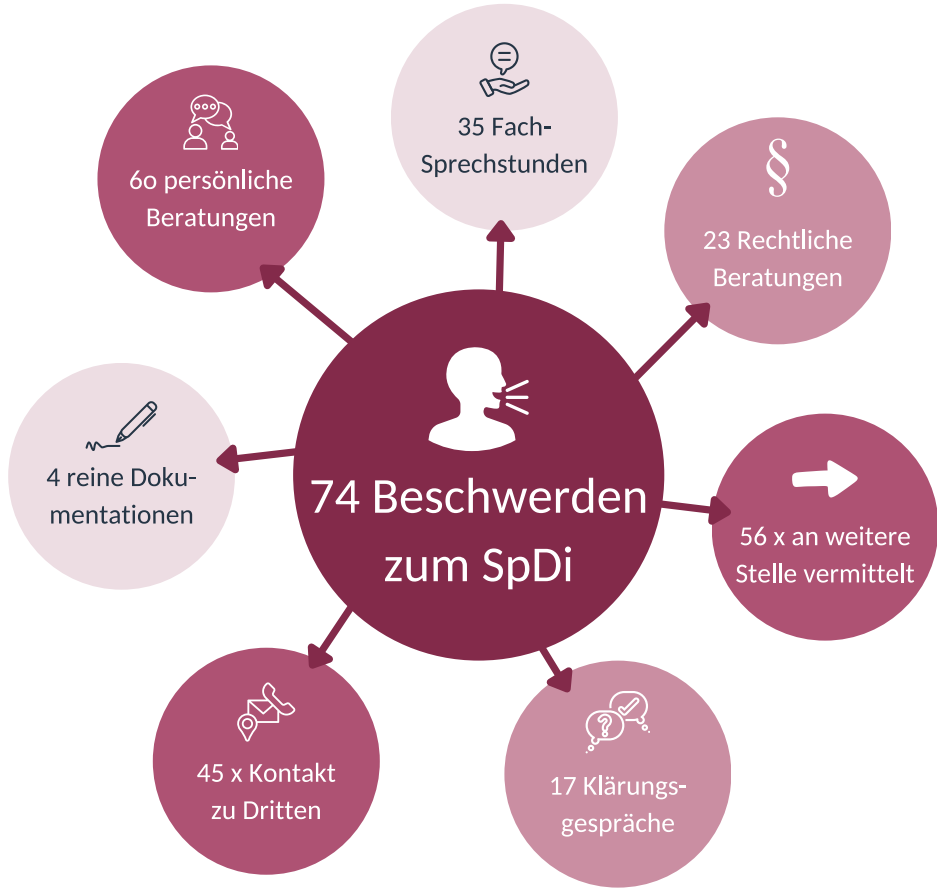 35 Fach-
Sprechstunden
60 persönliche
Beratungen
§
23 Rechtliche
Beratungen
4 reine Doku-
mentationen
74 Beschwerden
zum SpDi
56 x an weitere
Stelle vermittelt
45 x Kontakt
zu Dritten
17 Klärungs-
gespräche